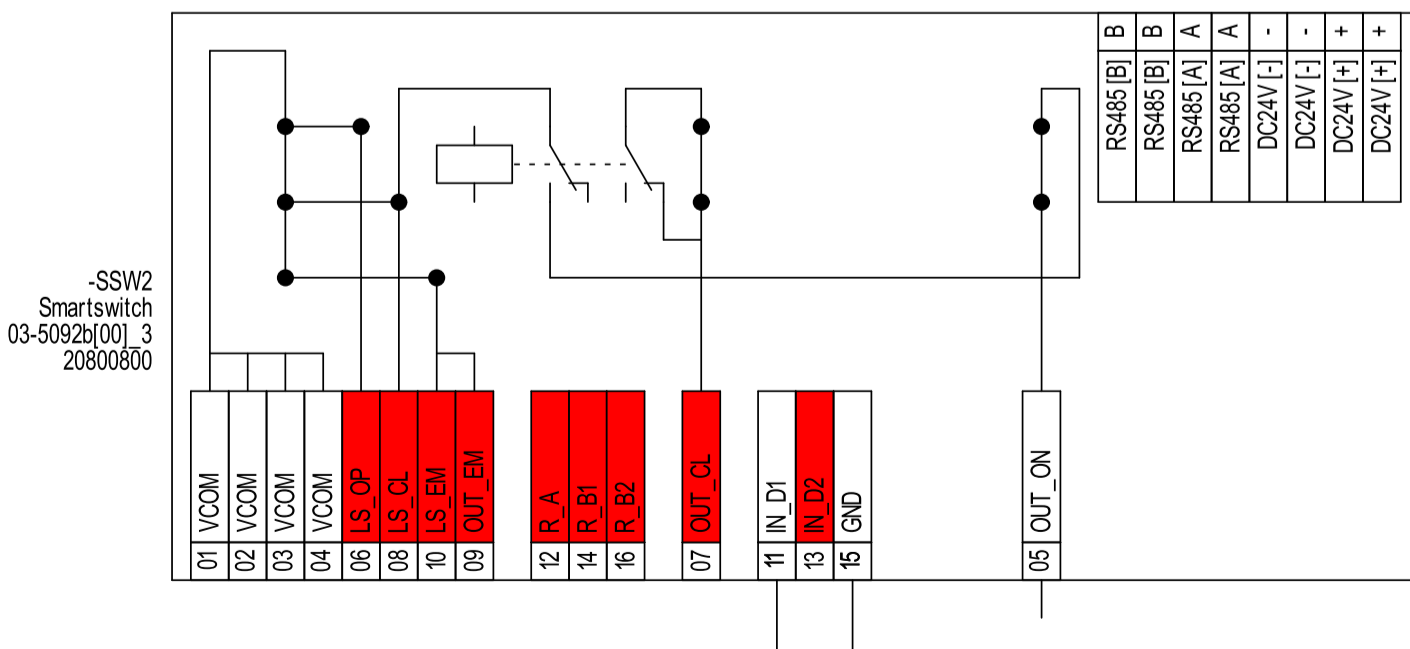 B
B
A
A
-
-
+
+
RS485 [B]
RS485 [B]
RS485 [A]
RS485 [A]
DC24V [-]
DC24V [-]
DC24V [+]
DC24V [+]
-SSW2
Smartswitch
03-5092b[00]_3
20800800
VCOM
VCOM
VCOM
VCOM
LS_OP
LS_CL
LS_EM
OUT_EM
R_A
R_B1
R_B2
OUT_CL
IN_D1
IN_D2
GND
OUT_ON
01
02
03
04
06
08
10
09
12
14
16
07
11
13
15
05